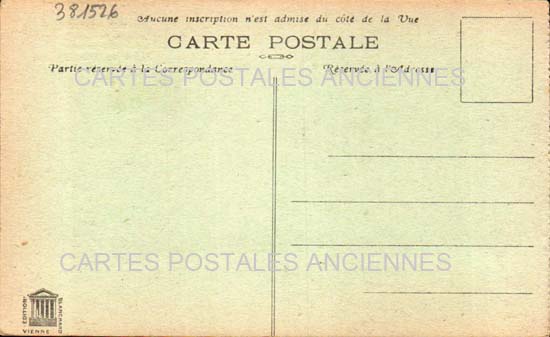 381526
Aucune inscription n'est admise du côté de la Vue
CARTE POSTALE
Partie réservée à la Correspondance
Réservée à l'Adresse
CARTES POSTALES ANCIENNES
CARTES POSTALES ANCIENNES
EDITION
BLANCHARD
VIENNE